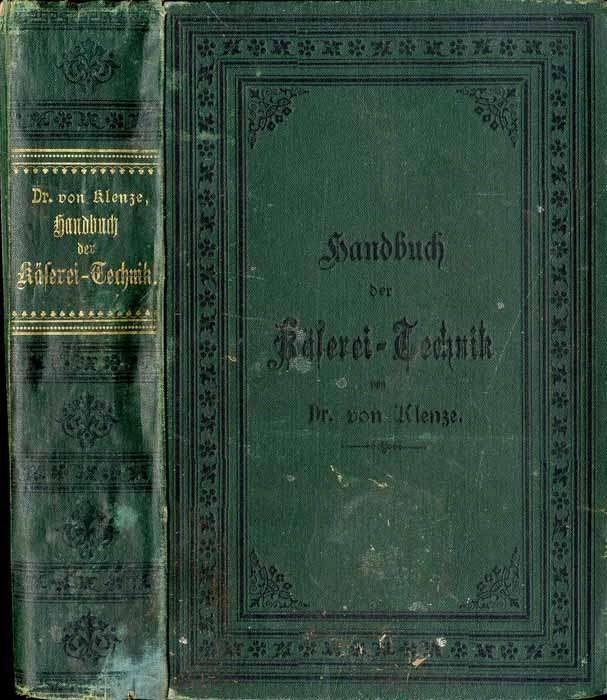 Dr. von Klenze,
Handbuch
der
Käserei-Technik.
Handbuch
der
Käserei-Technik
von
Dr. von Klenze.